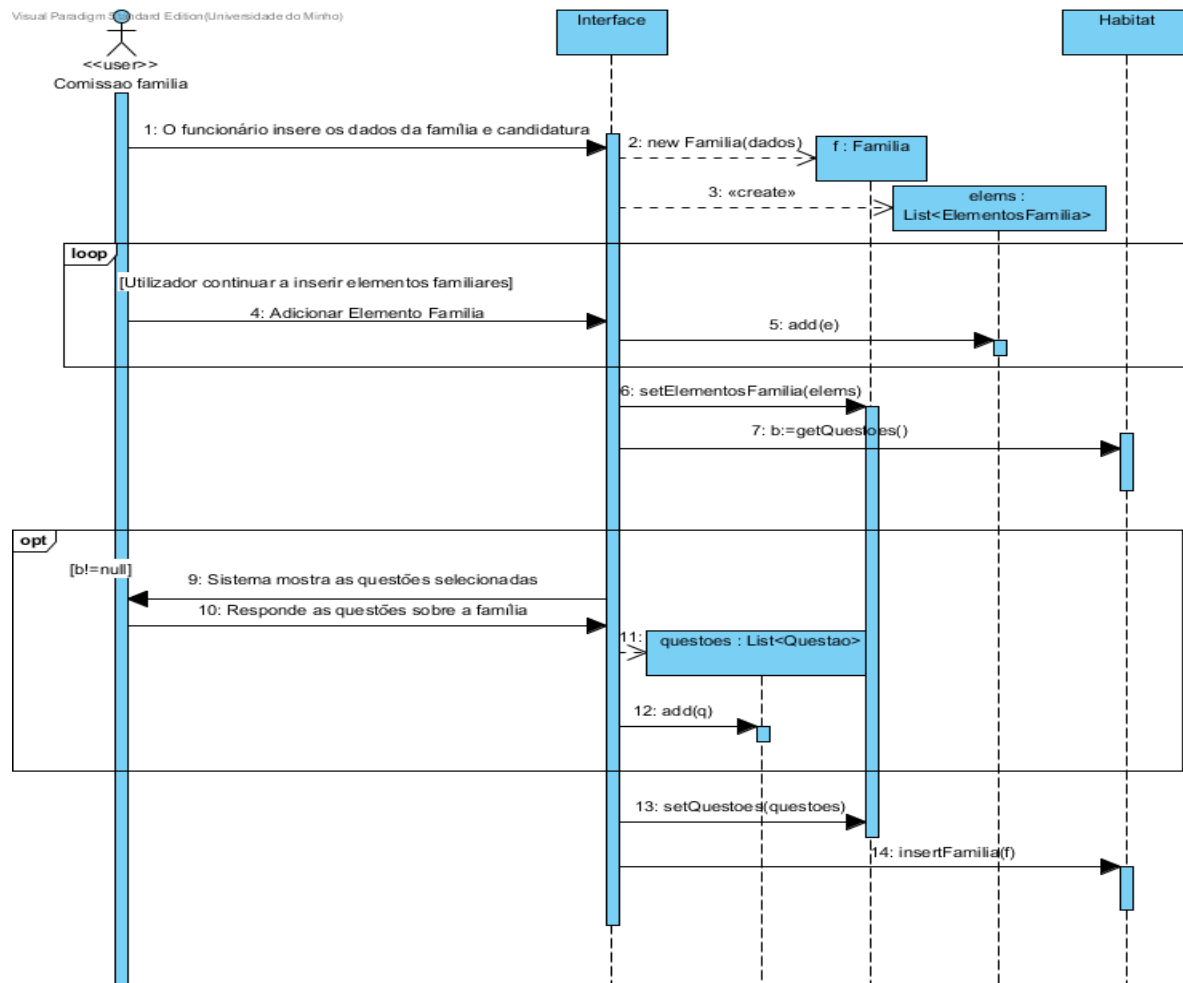 Visual Paradigm Standard Edition(Universidade do Minho)
<<user>>
Comissao familia
Interface
Habitat
1: O funcionário insere os dados da família e candidatura
2: new Familia(dados)
f : Familia
3: «create»
elems :
List<ElementosFamilia>
loop
[Utilizador continuar a inserir elementos familiares]
4: Adicionar Elemento Familia
5: add(e)
6: setElementosFamilia(elems)
7: b:=getQuestoes()
opt
[b!=null]
9: Sistema mostra as questões selecionadas
10: Responde as questões sobre a família
11:
questoes : List<Questao>
12: add(q)
13: setQuestoes(questoes)
14: insertFamilia(f)